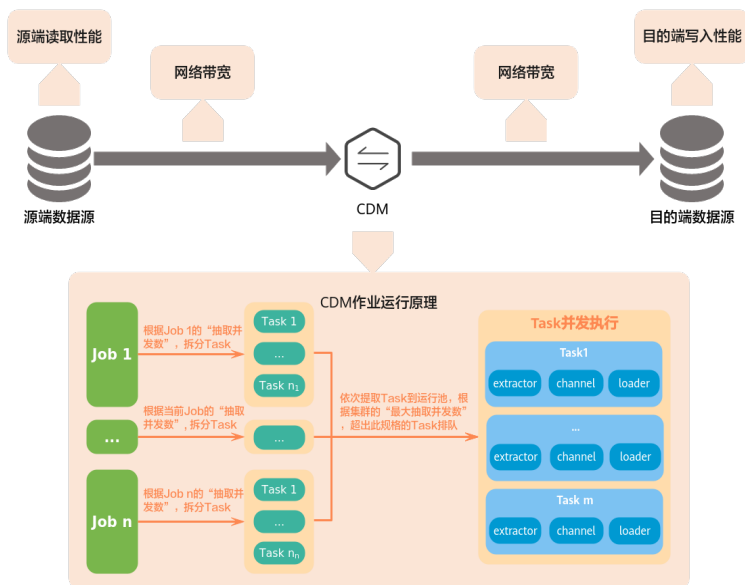 源端读取性能
目的端写入性能
网络带宽
网络带宽
源端数据源
CDM
目的端数据源
CDM作业运行原理
Job 1
根据Job 1的“抽取并
发数”，拆分Task
Task 1
...
Task n1
...
根据当前Job的“抽取
并发数”, 拆分Task
...
Job n
根据Job n的“抽取并
发数”，拆分Task
Task 1
...
Task nn
依次提取Task到运行池，根
据集群的“最大抽取并发数”
，超出此规格的Task排队
Task并发执行
Task1
extractor
channel
loader
...
extractor
channel
loader
Task m
extractor
channel
loader